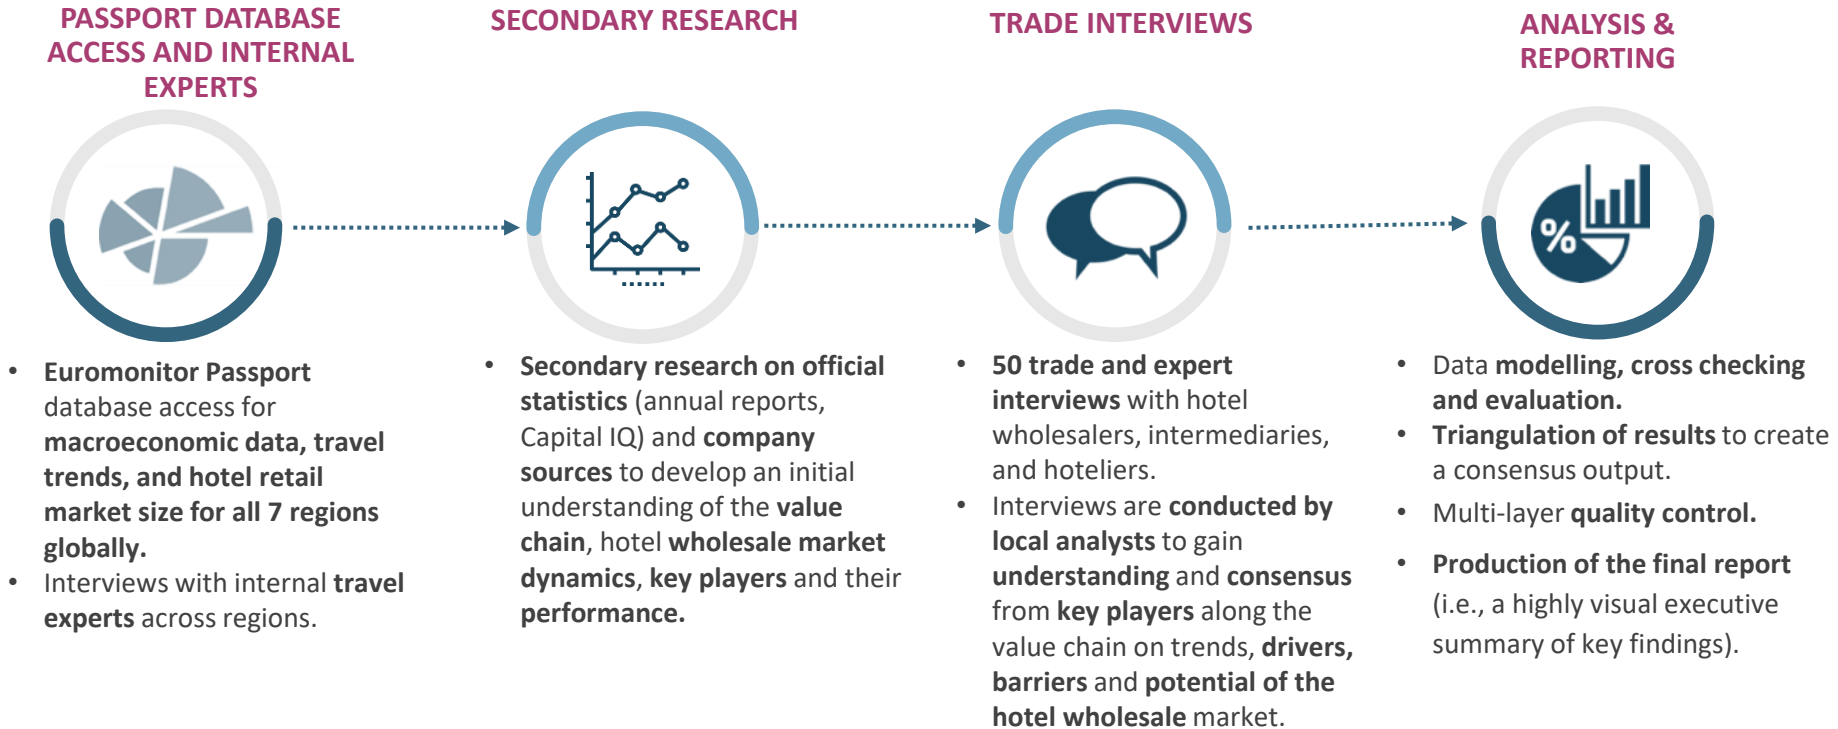 PASSPORT DATABASE
ACCESS AND INTERNAL
EXPERTS
• Euromonitor Passport
database access for
macroeconomic data, travel
trends, and hotel retail
market size for all 7 regions
globally.
• Interviews with internal travel
experts across regions.
SECONDARY RESEARCH
• Secondary research on official
statistics (annual reports,
Capital IQ) and company
sources to develop an initial
understanding of the value
chain, hotel wholesale market
dynamics, key players and their
performance.
TRADE INTERVIEWS
• 50 trade and expert
interviews with hotel
wholesalers, intermediaries,
and hoteliers.
• Interviews are conducted by
local analysts to gain
understanding and consensus
from key players along the
value chain on trends, drivers,
barriers and potential of the
hotel wholesale market.
ANALYSIS &
REPORTING
%
• Data modelling, cross checking
and evaluation.
• Triangulation of results to create
a consensus output.
• Multi-layer quality control.
• Production of the final report
(i.e., a highly visual executive
summary of key findings).